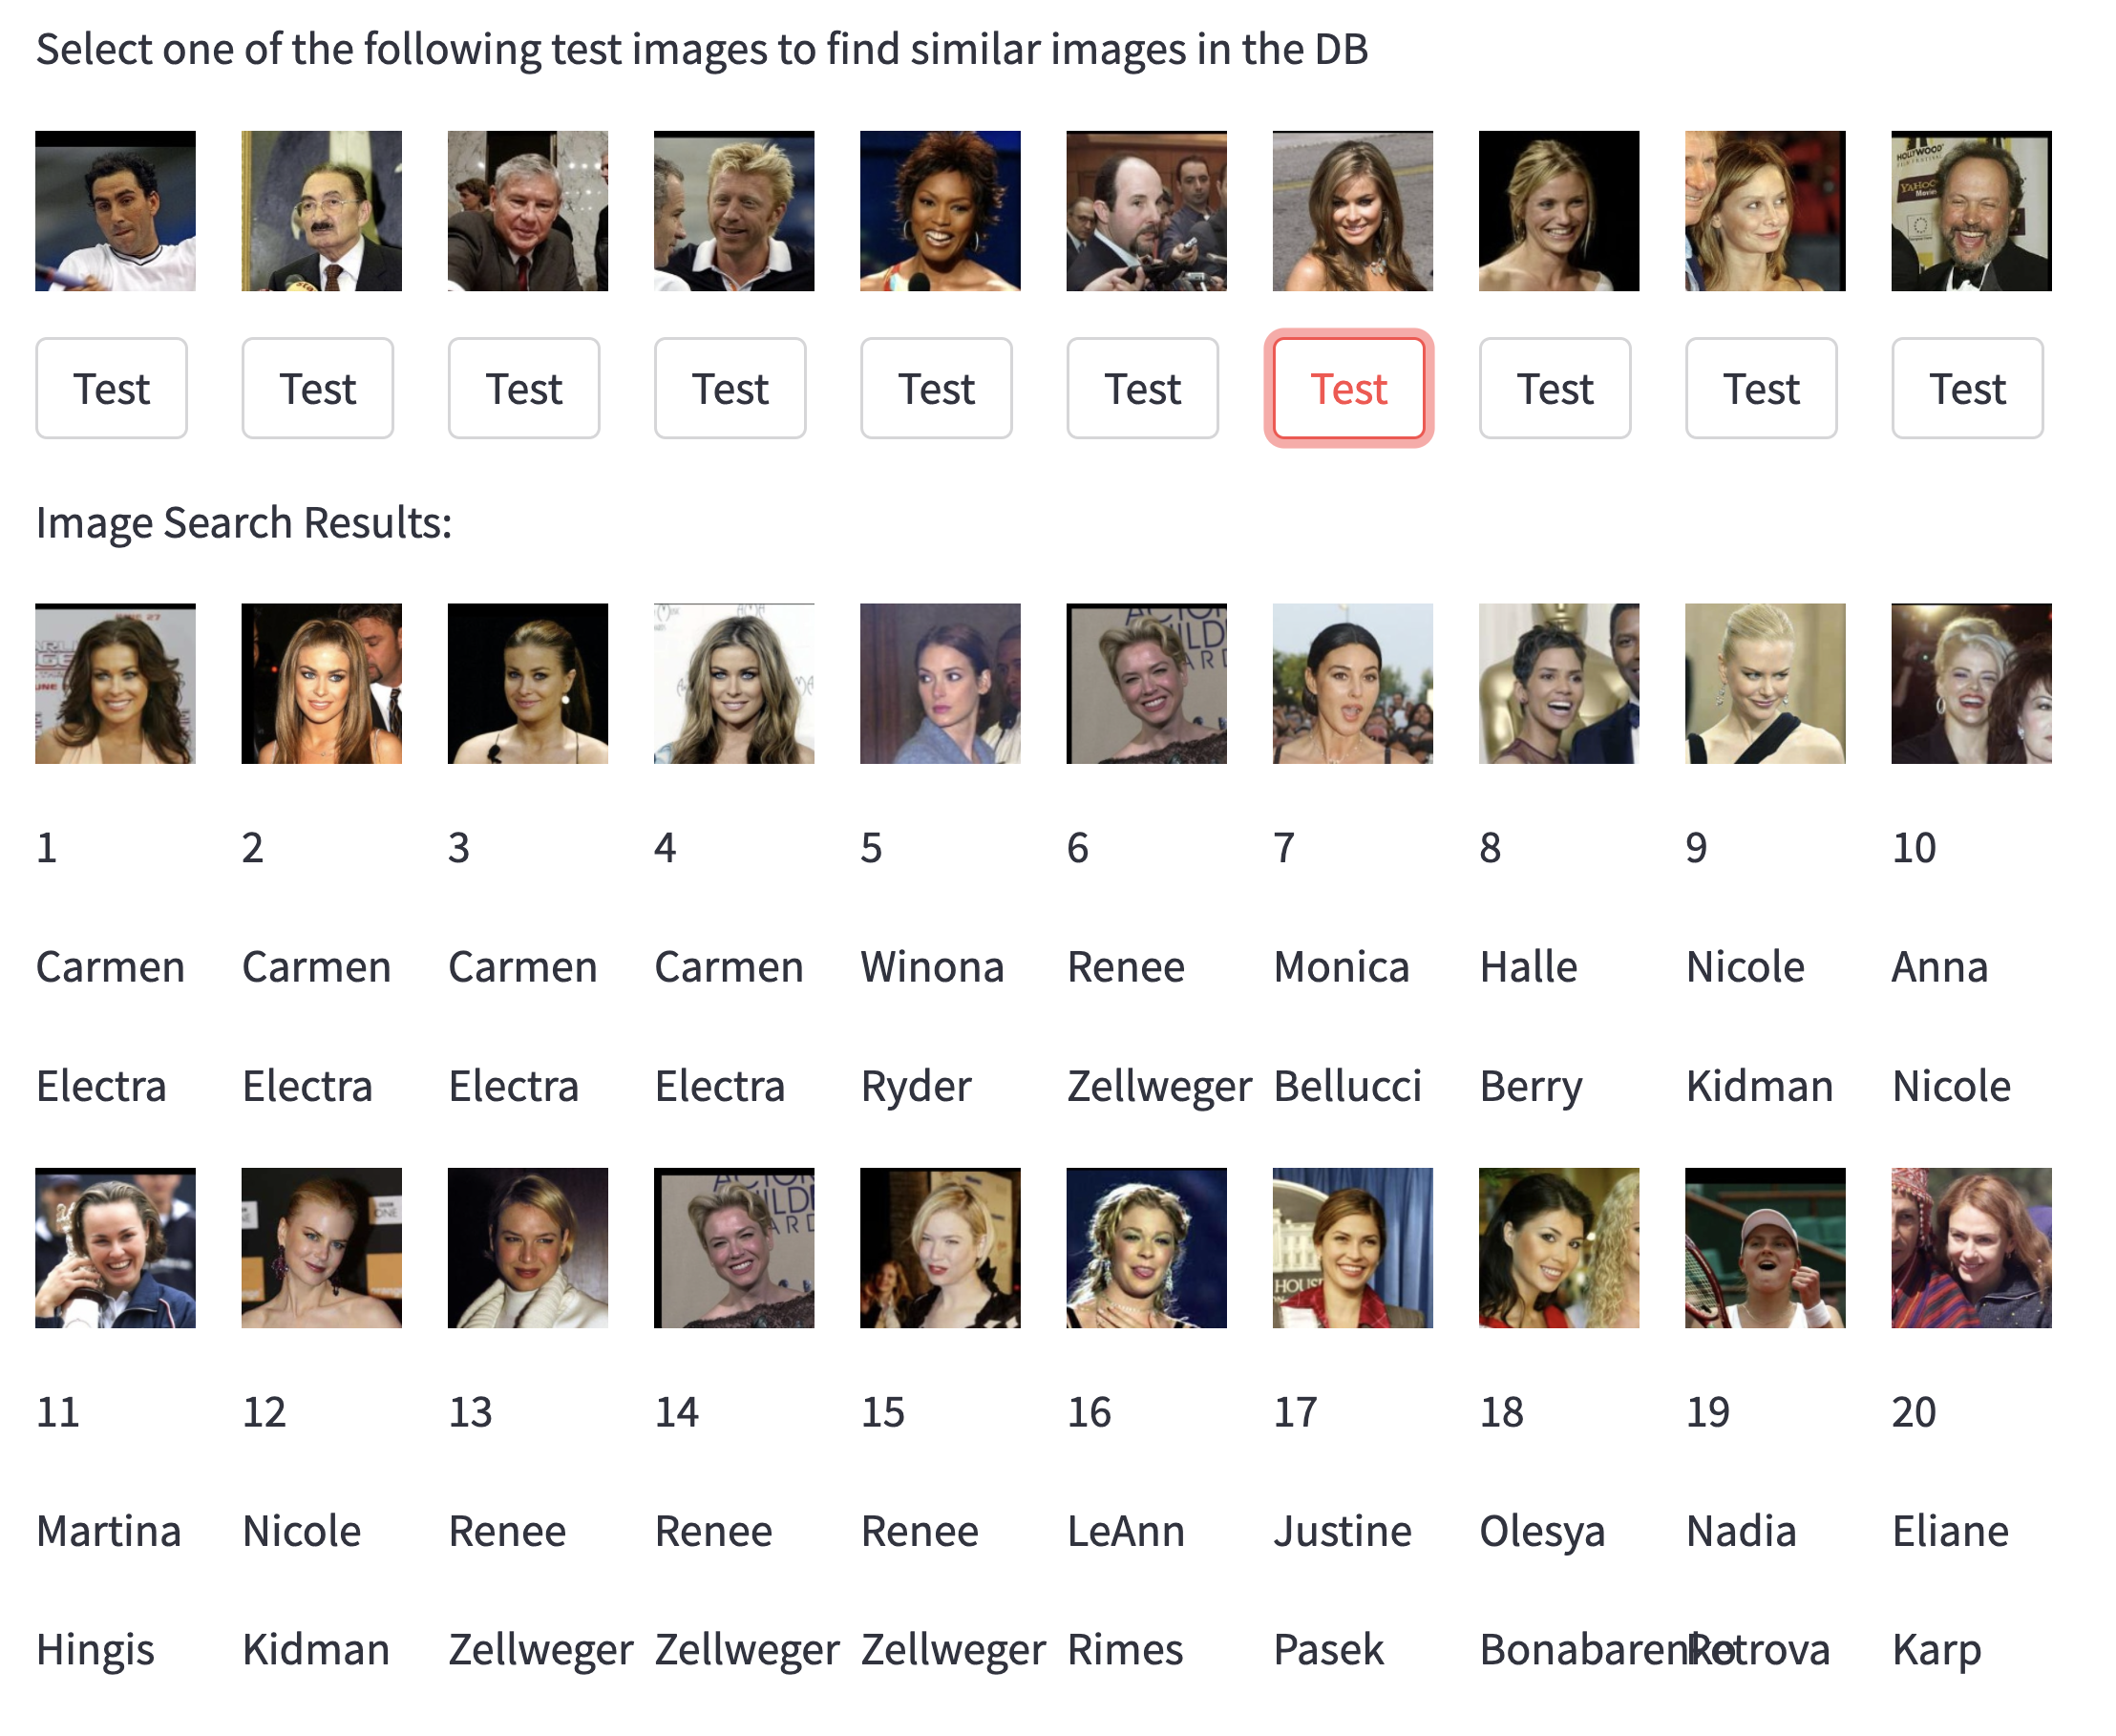 Select one of the following test images to find similar images in the DB
HOLLYWOOD
YAHOO
Movie
Test Test Test Test Test Test Test Test Test Test
Image Search Results:
1 2 3 4 5 6 7 8 9 10
Carmen Carmen Carmen Carmen Winona Renee Monica Halle Nicole Anna
Electra Electra Electra Electra Ryder Zellweger Bellucci Berry Kidman Nicole
11 12 13 14 15 16 17 18 19 20
Martina Nicole Renee Renee Renee LeAnn Justine Olesya Nadia Eliane
Hingis Kidman Zellweger Zellweger Zellweger Rimes Pasek Bonabarenko Petrova Karp